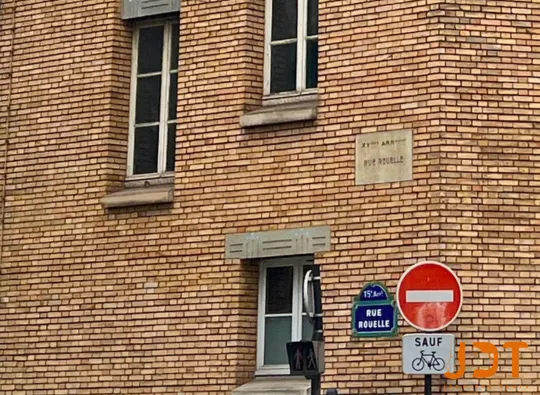 XVème ARRt
RUE ROUELLE
15e Arrt
RUE
ROUELLE
SAUF
JDT